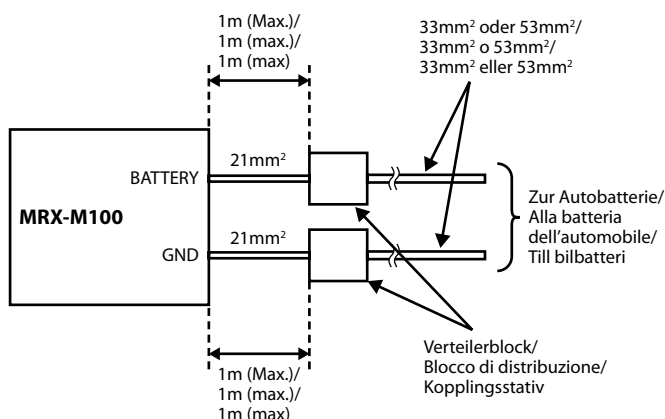 1m (Max.)/
1m (max.)/
1m (max)
33mm² oder 53mm²/
33mm² o 53mm²/
33mm² eller 53mm²
BATTERY
21mm²
MRX-M100
GND
21mm²
Zur Autobatterie/
Alla batteria
dell'automobile/
Till bilbatteri
Verteilerblock/
Blocco di distribuzione/
Kopplingsstativ
1m (Max.)/
1m (Max.)/
1m (max)